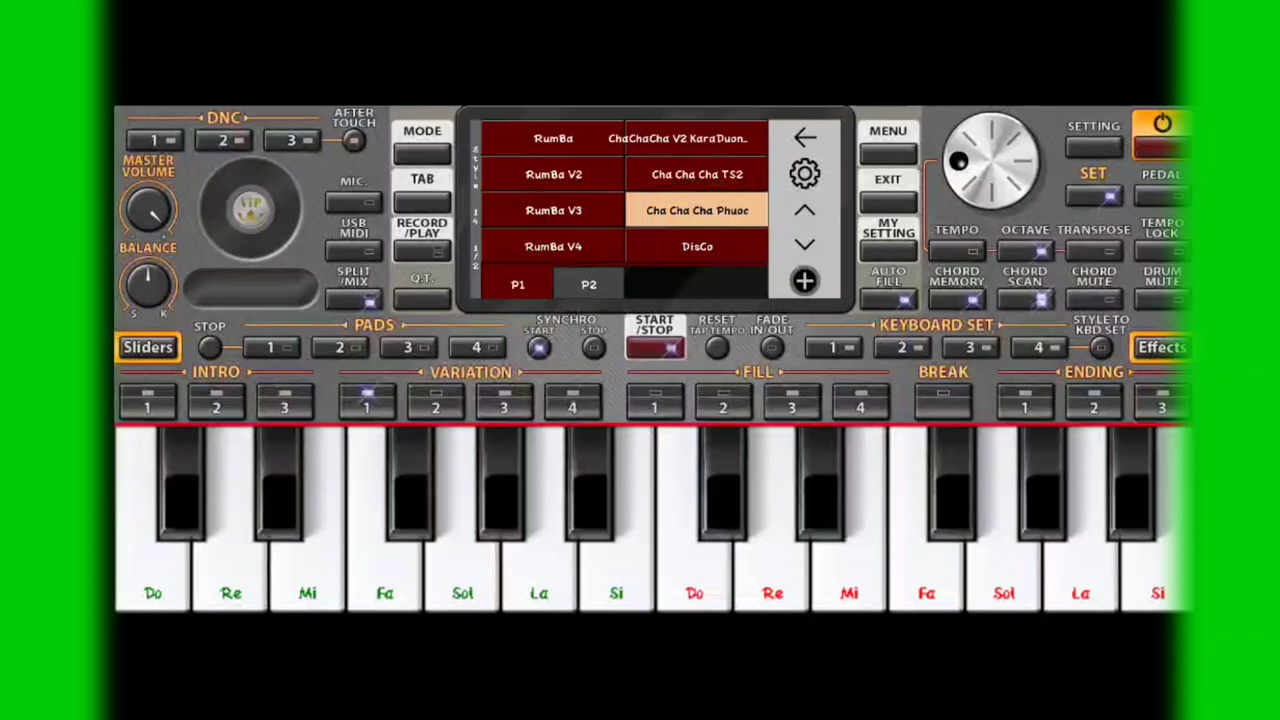 DNC
AFTER TOUCH
1 2 3
MASTER VOLUME
VIP
MIC.
USB MIDI
BALANCE
S K
SPLIT /MIX
MODE
TAB
RECORD /PLAY
Q.T.
Style
1/2
RumBa
ChaChaCha V2 KaraDuon..
RumBa V2
Cha Cha Cha TS2
RumBa V3
Cha Cha Cha Phuoc
RumBa V4
DisCo
P1 P2
MENU
EXIT
MY SETTING
AUTO FILL
SETTING
SET
PEDAL
TEMPO OCTAVE TRANSPOSE
TEMPO LOCK
CHORD MEMORY
CHORD SCAN
CHORD MUTE
DRUM MUTE
Sliders
STOP
PADS
1 2 3 4
SYNCHRO
START STOP
START /STOP
RESET TAP TEMPO
FADE IN/OUT
KEYBOARD SET
1 2 3 4
STYLE TO KBD SET
Effects
INTRO
1 2 3
VARIATION
1 2 3 4
FILL
1 2 3 4
BREAK
ENDING
1 2 3
Do Re Mi Fa Sol La Si Do Re Mi Fa Sol La Si